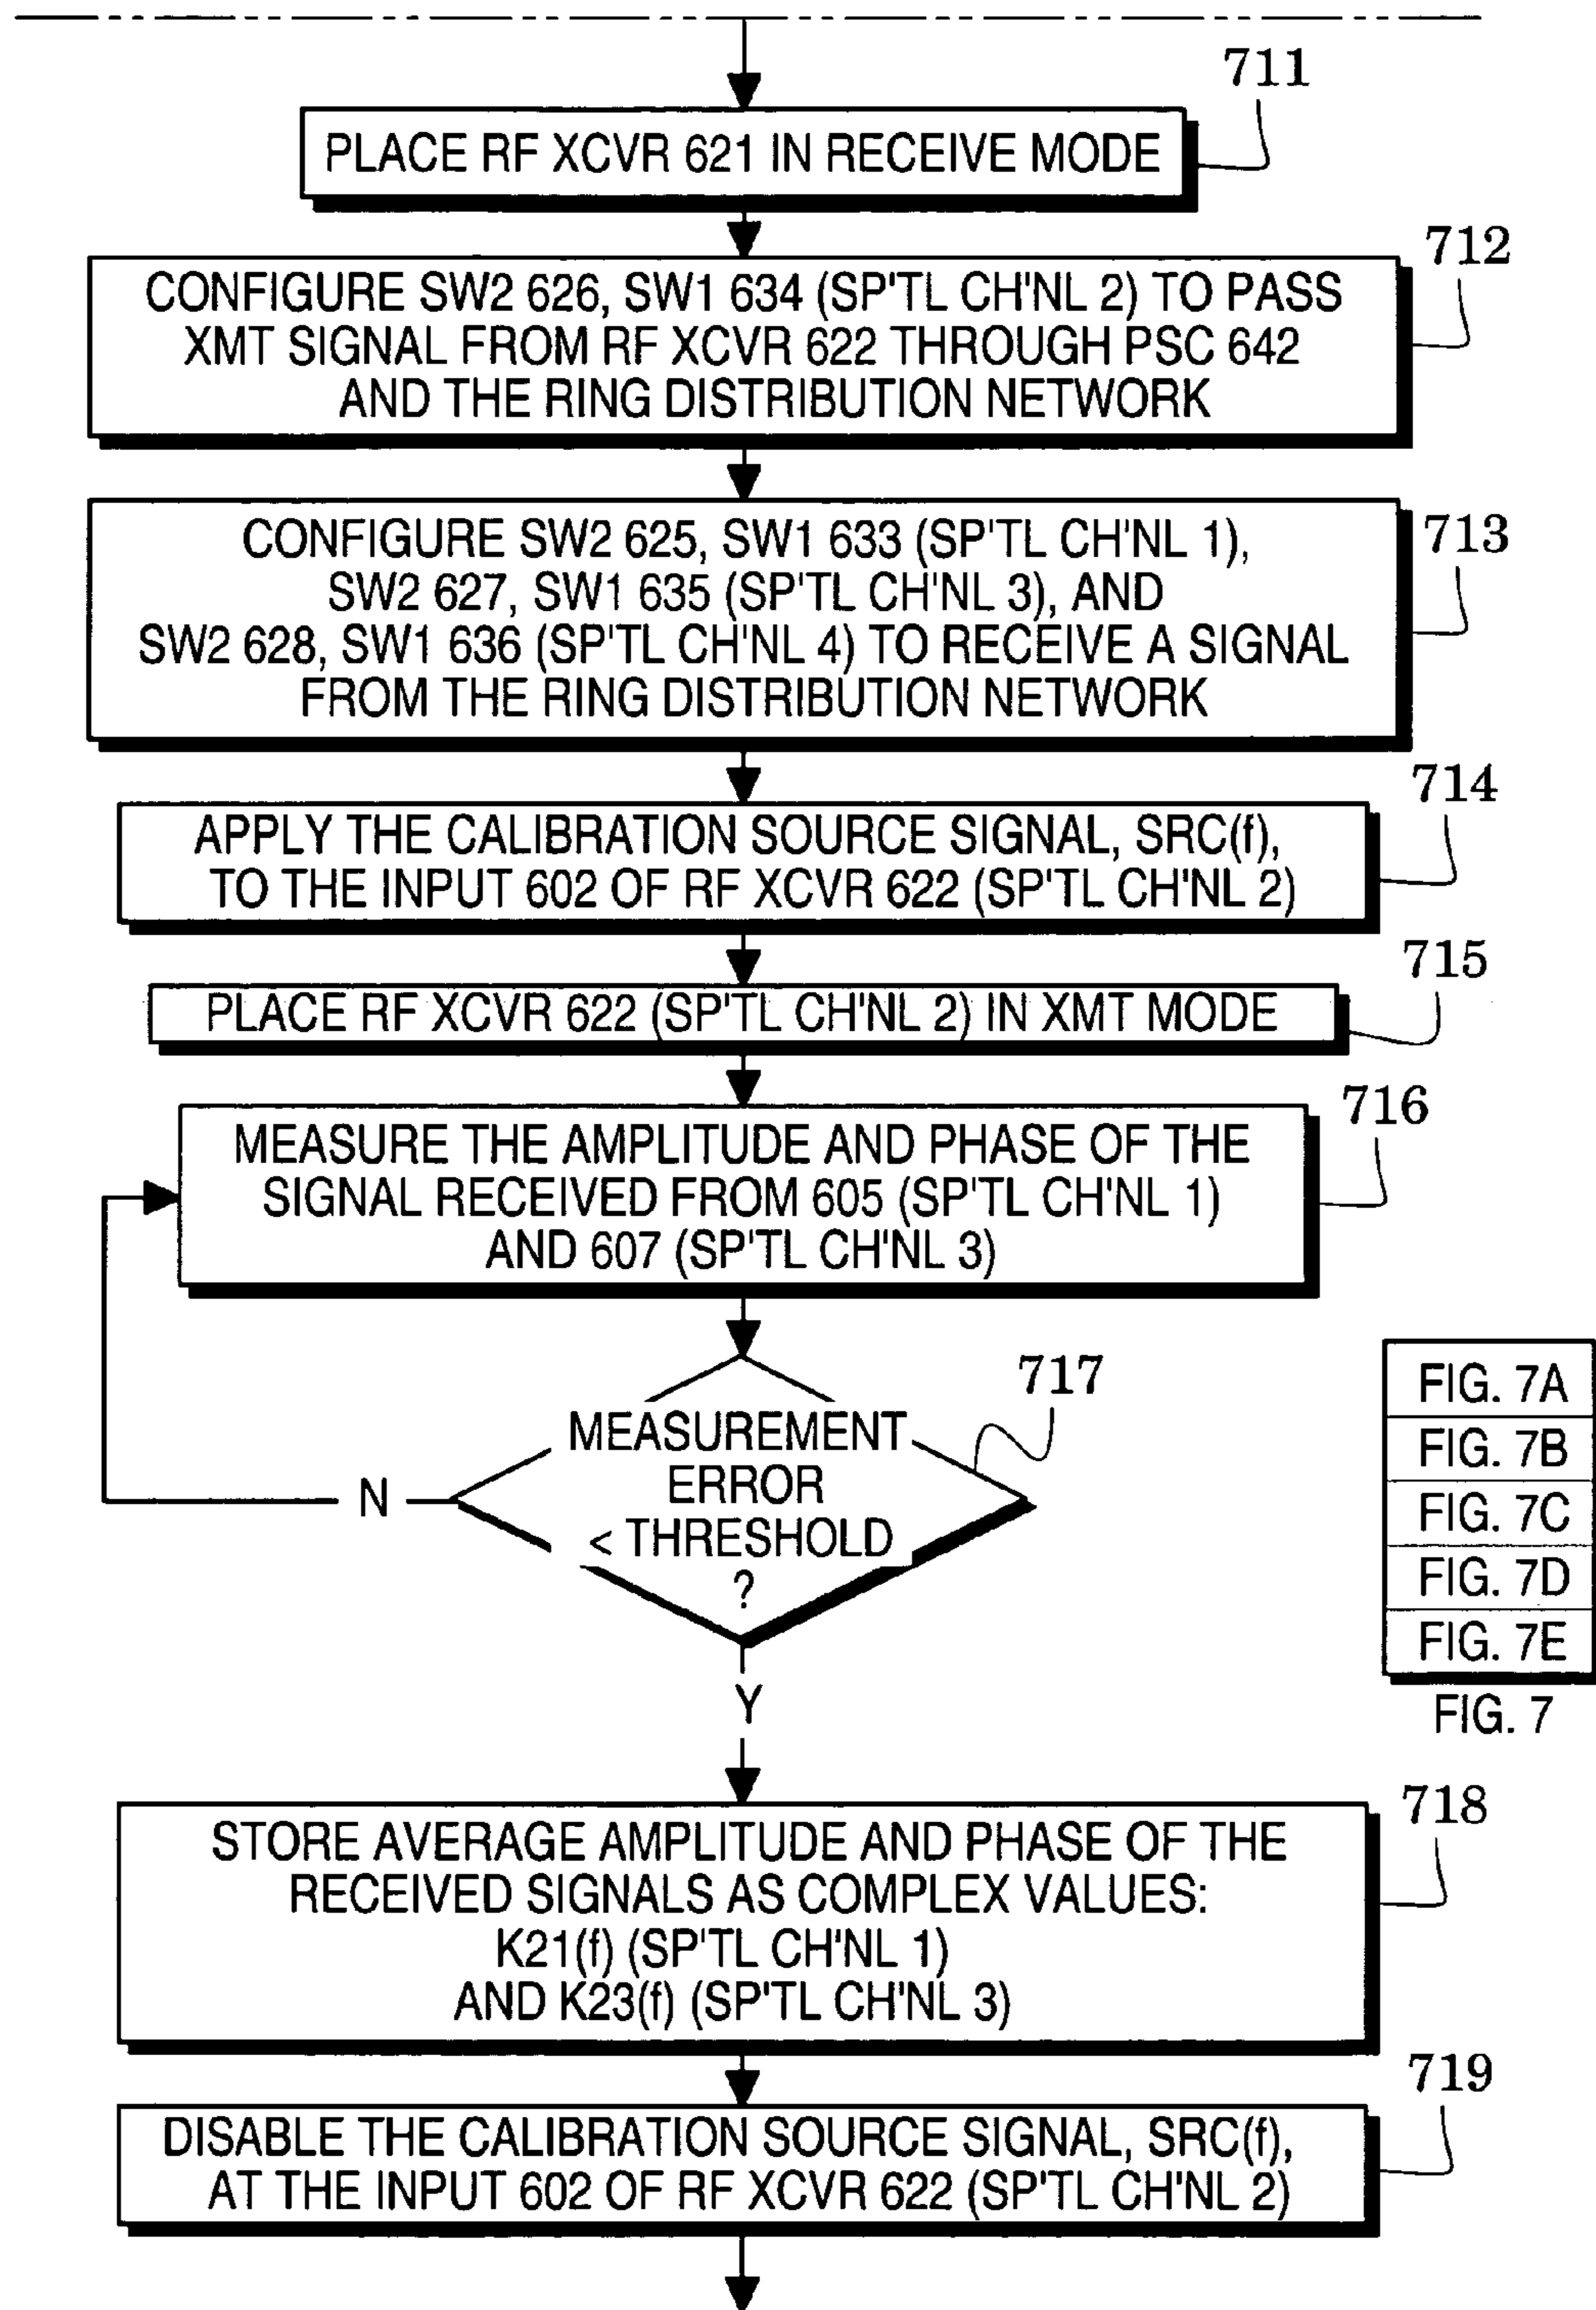 711
PLACE RF XCVR 621 IN RECEIVE MODE
712
CONFIGURE SW2 626, SW1 634 (SP'TL CH'NL 2) TO PASS
XMT SIGNAL FROM RF XCVR 622 THROUGH PSC 642
AND THE RING DISTRIBUTION NETWORK
713
CONFIGURE SW2 625, SW1 633 (SP'TL CH'NL 1),
SW2 627, SW1 635 (SP'TL CH'NL 3), AND
SW2 628, SW1 636 (SP'TL CH'NL 4) TO RECEIVE A SIGNAL
FROM THE RING DISTRIBUTION NETWORK
714
APPLY THE CALIBRATION SOURCE SIGNAL, SRC(f),
TO THE INPUT 602 OF RF XCVR 622 (SP'TL CH'NL 2)
715
PLACE RF XCVR 622 (SP'TL CH'NL 2) IN XMT MODE
716
MEASURE THE AMPLITUDE AND PHASE OF THE
SIGNAL RECEIVED FROM 605 (SP'TL CH'NL 1)
AND 607 (SP'TL CH'NL 3)
717
MEASUREMENT
ERROR
< THRESHOLD
?
N
Y
FIG. 7A
FIG. 7B
FIG. 7C
FIG. 7D
FIG. 7E
FIG. 7
718
STORE AVERAGE AMPLITUDE AND PHASE OF THE
RECEIVED SIGNALS AS COMPLEX VALUES:
K21(f) (SP'TL CH'NL 1)
AND K23(f) (SP'TL CH'NL 3)
719
DISABLE THE CALIBRATION SOURCE SIGNAL, SRC(f),
AT THE INPUT 602 OF RF XCVR 622 (SP'TL CH'NL 2)